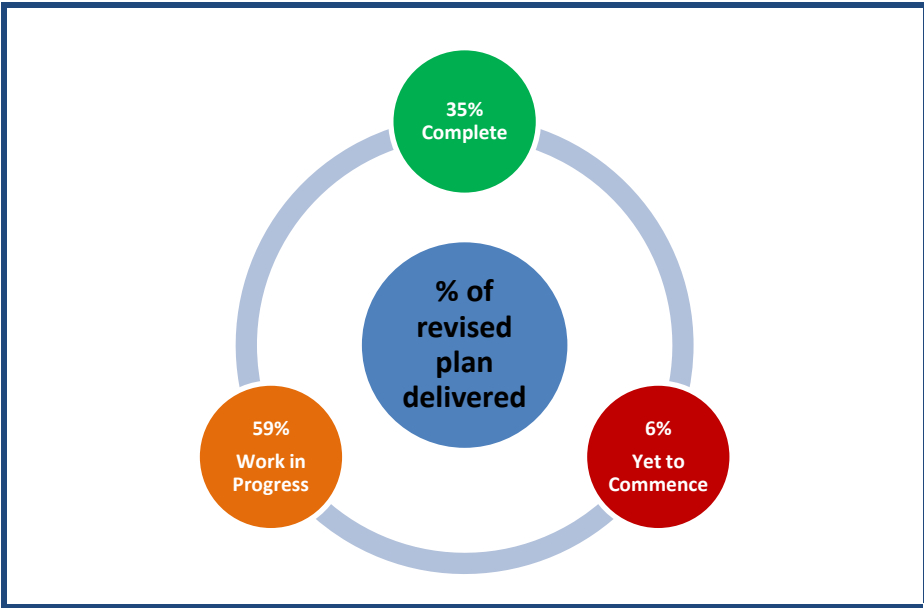 35%
Complete
% of
revised
plan
delivered
59%
Work in
Progress
6%
Yet to
Commence